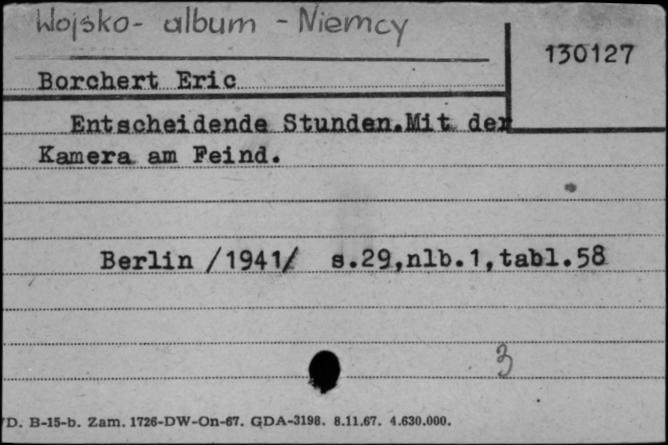 Wojsko - album - Niemcy
130127
Borchert Eric
Entscheidende Stunden.Mit der
Kamera am Feind.
Berlin /1941/ s.29,nlb.1,tabl.58
3
D. B-15-b. Zam. 1726-DW-On-67. GDA-3198. 8.11.67. 4.630.000.